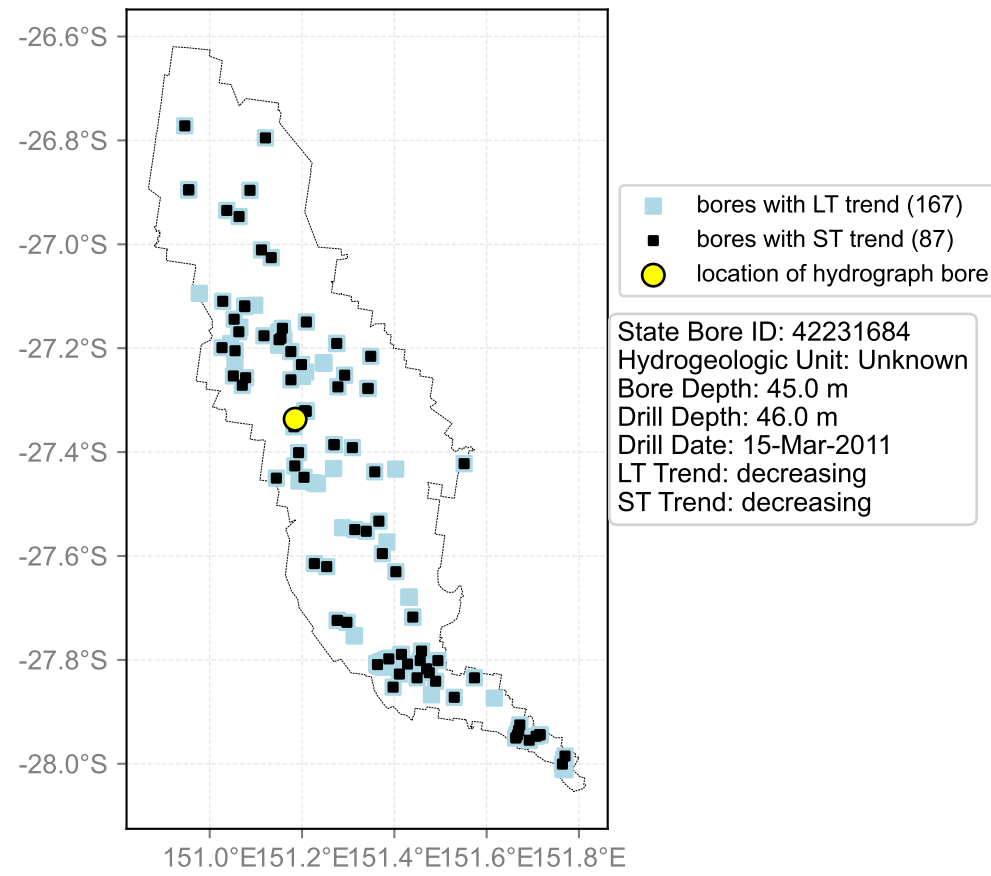 -26.6°S
-26.8°S
-27.0°S
-27.2°S
-27.4°S
-27.6°S
-27.8°S
-28.0°S
151.0°E151.2°E151.4°E151.6°E151.8°E
bores with LT trend (167)
bores with ST trend (87)
location of hydrograph bore
State Bore ID: 42231684
Hydrogeologic Unit: Unknown
Bore Depth: 45.0 m
Drill Depth: 46.0 m
Drill Date: 15-Mar-2011
LT Trend: decreasing
ST Trend: decreasing